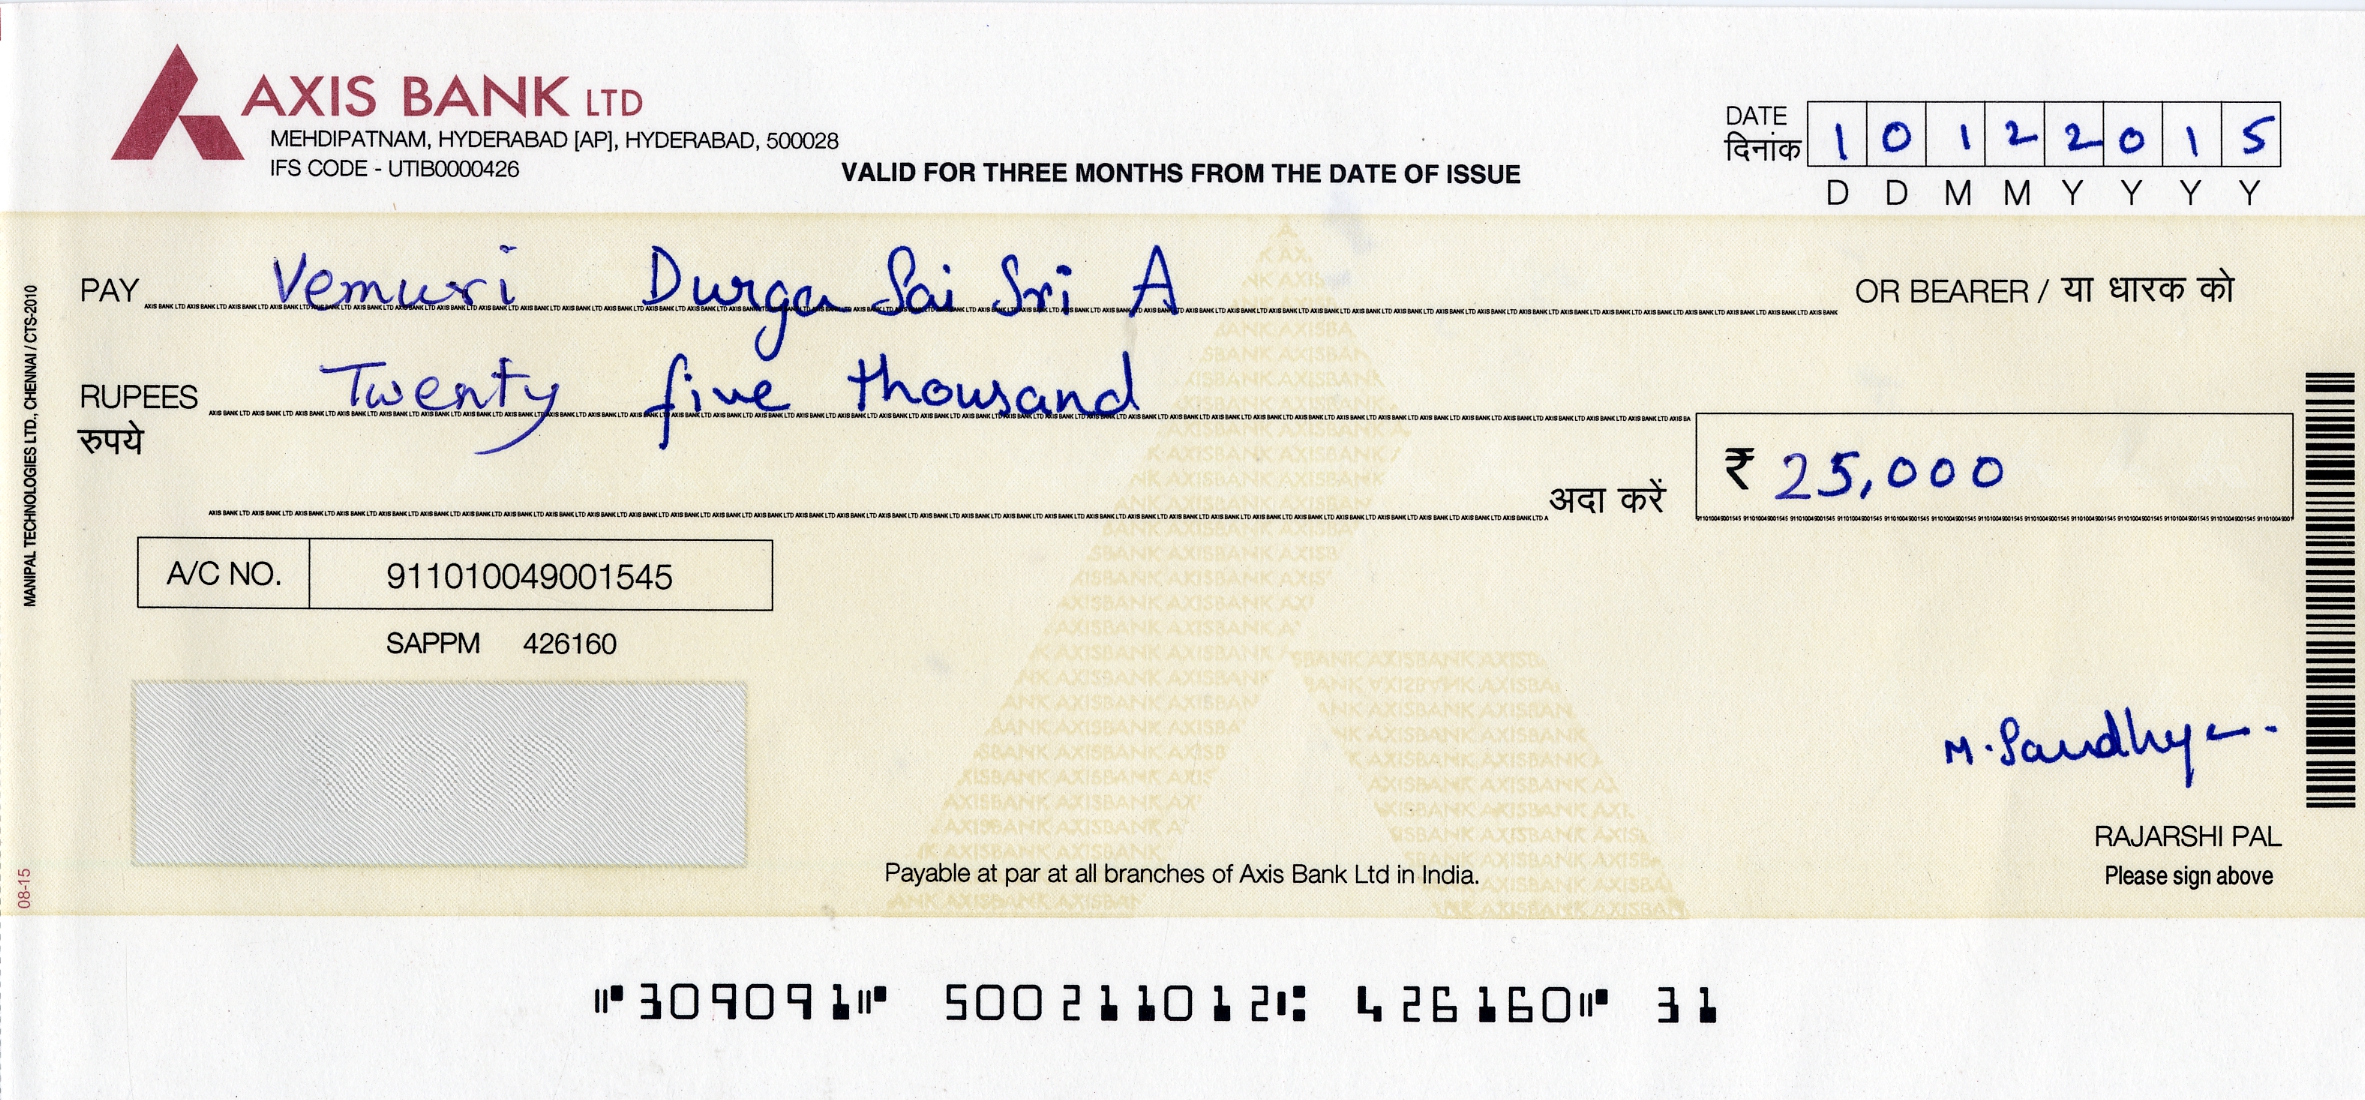 AXIS BANK LTD
MEHDIPATNAM, HYDERABAD [AP], HYDERABAD, 500028
IFS CODE - UTIB0000426
VALID FOR THREE MONTHS FROM THE DATE OF ISSUE
DATE
दिनांक
1 0 1 2 2 0 1 5
D D M M Y Y Y Y
PAY Vemuri Durga Sai Sri A OR BEARER / या धारक को
RUPEES Twenty five thousand
रुपये
अदा करें ₹ 25,000
A/C NO. 911010049001545
SAPPM 426160
VOID
M. Sandhya
RAJARSHI PAL
Please sign above
Payable at par at all branches of Axis Bank Ltd in India.
MANIPAL TECHNOLOGIES LTD., CHENNAI / CTS-2010
08-15
⑈309091⑈ 500211012⑆ 426160⑈ 31